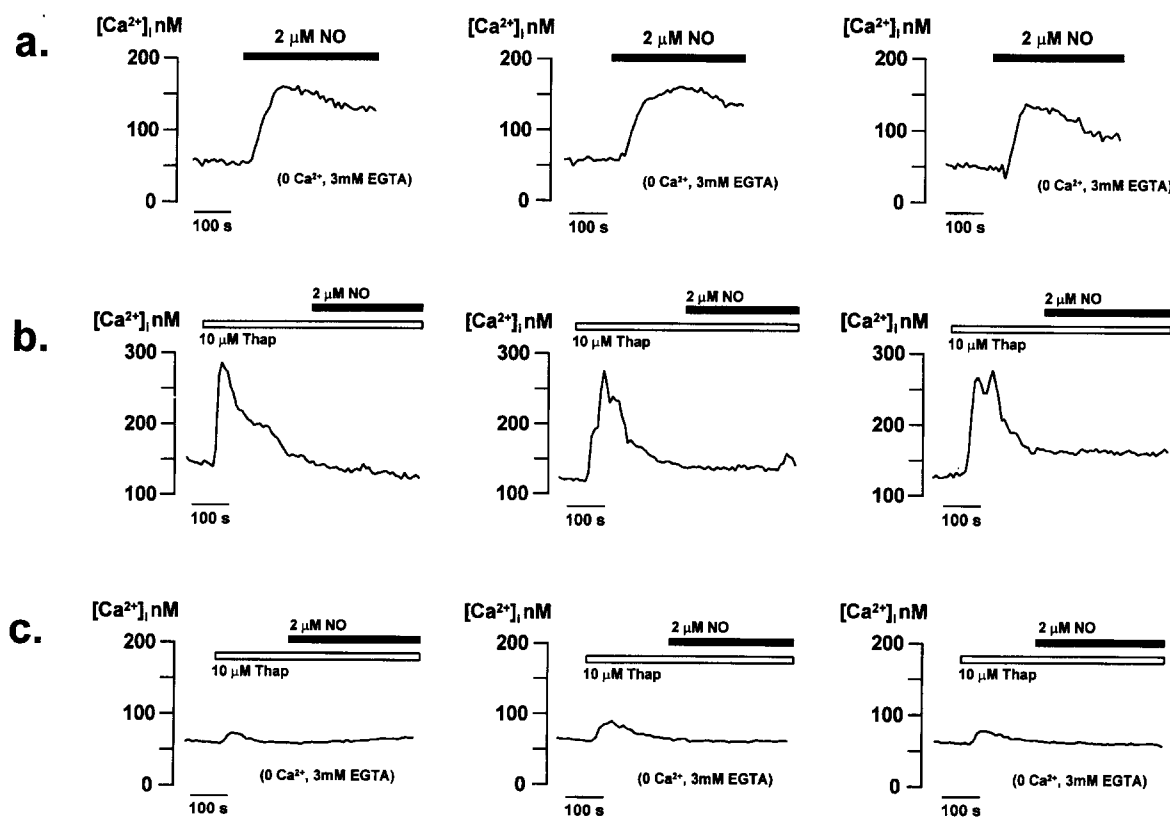 a.
[Ca²⁺]i nM
2 µM NO
200
100
0
(0 Ca²⁺, 3mM EGTA)
100 s
[Ca²⁺]i nM
2 µM NO
200
100
0
(0 Ca²⁺, 3mM EGTA)
100 s
[Ca²⁺]i nM
2 µM NO
200
100
0
(0 Ca²⁺, 3mM EGTA)
100 s
b.
2 µM NO
[Ca²⁺]i nM
10 µM Thap
300
200
100
100 s
2 µM NO
[Ca²⁺]i nM
10 µM Thap
300
200
100
100 s
2 µM NO
[Ca²⁺]i nM
10 µM Thap
300
200
100
100 s
c.
[Ca²⁺]i nM
2 µM NO
200
10 µM Thap
100
0
(0 Ca²⁺, 3mM EGTA)
100 s
[Ca²⁺]i nM
2 µM NO
200
10 µM Thap
100
0
(0 Ca²⁺, 3mM EGTA)
100 s
[Ca²⁺]i nM
2 µM NO
200
10 µM Thap
100
0
(0 Ca²⁺, 3mM EGTA)
100 s